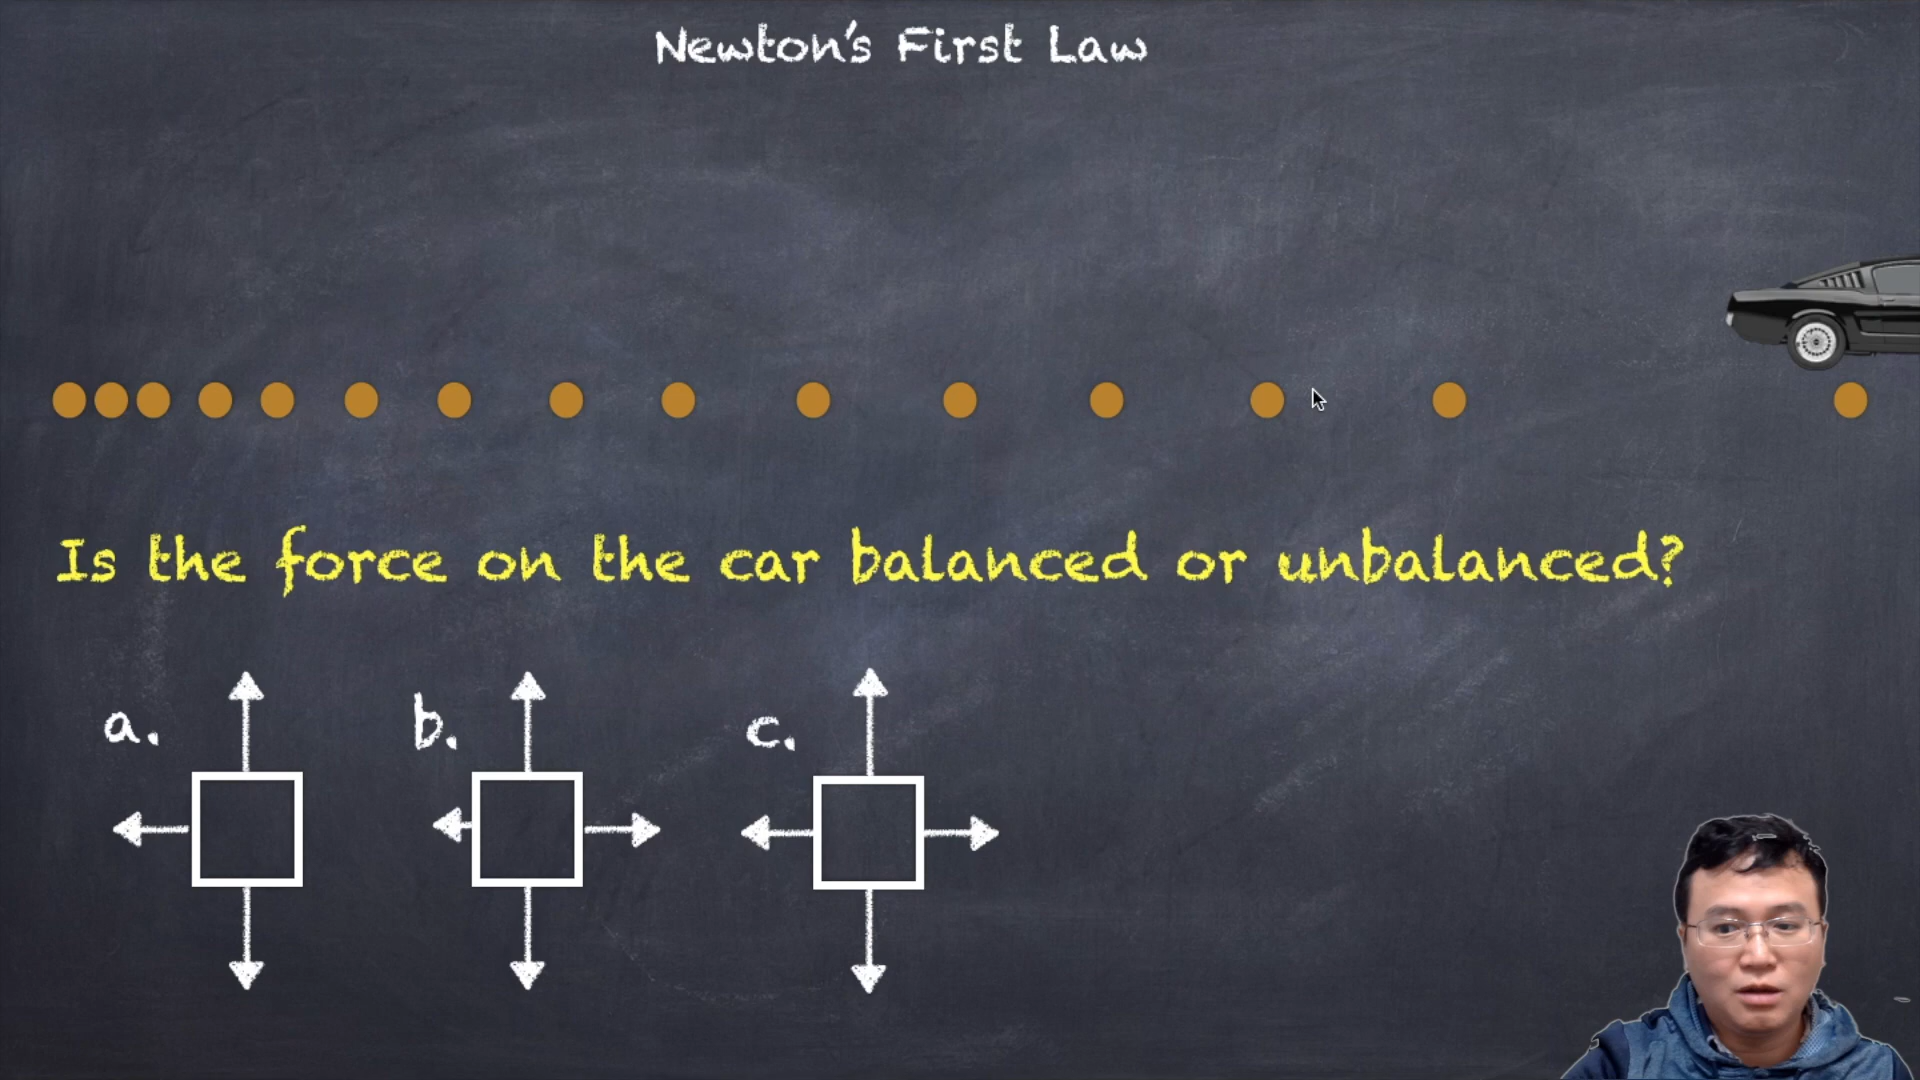 Newton's First Law
Is the force on the car balanced or unbalanced?
a.
b.
c.